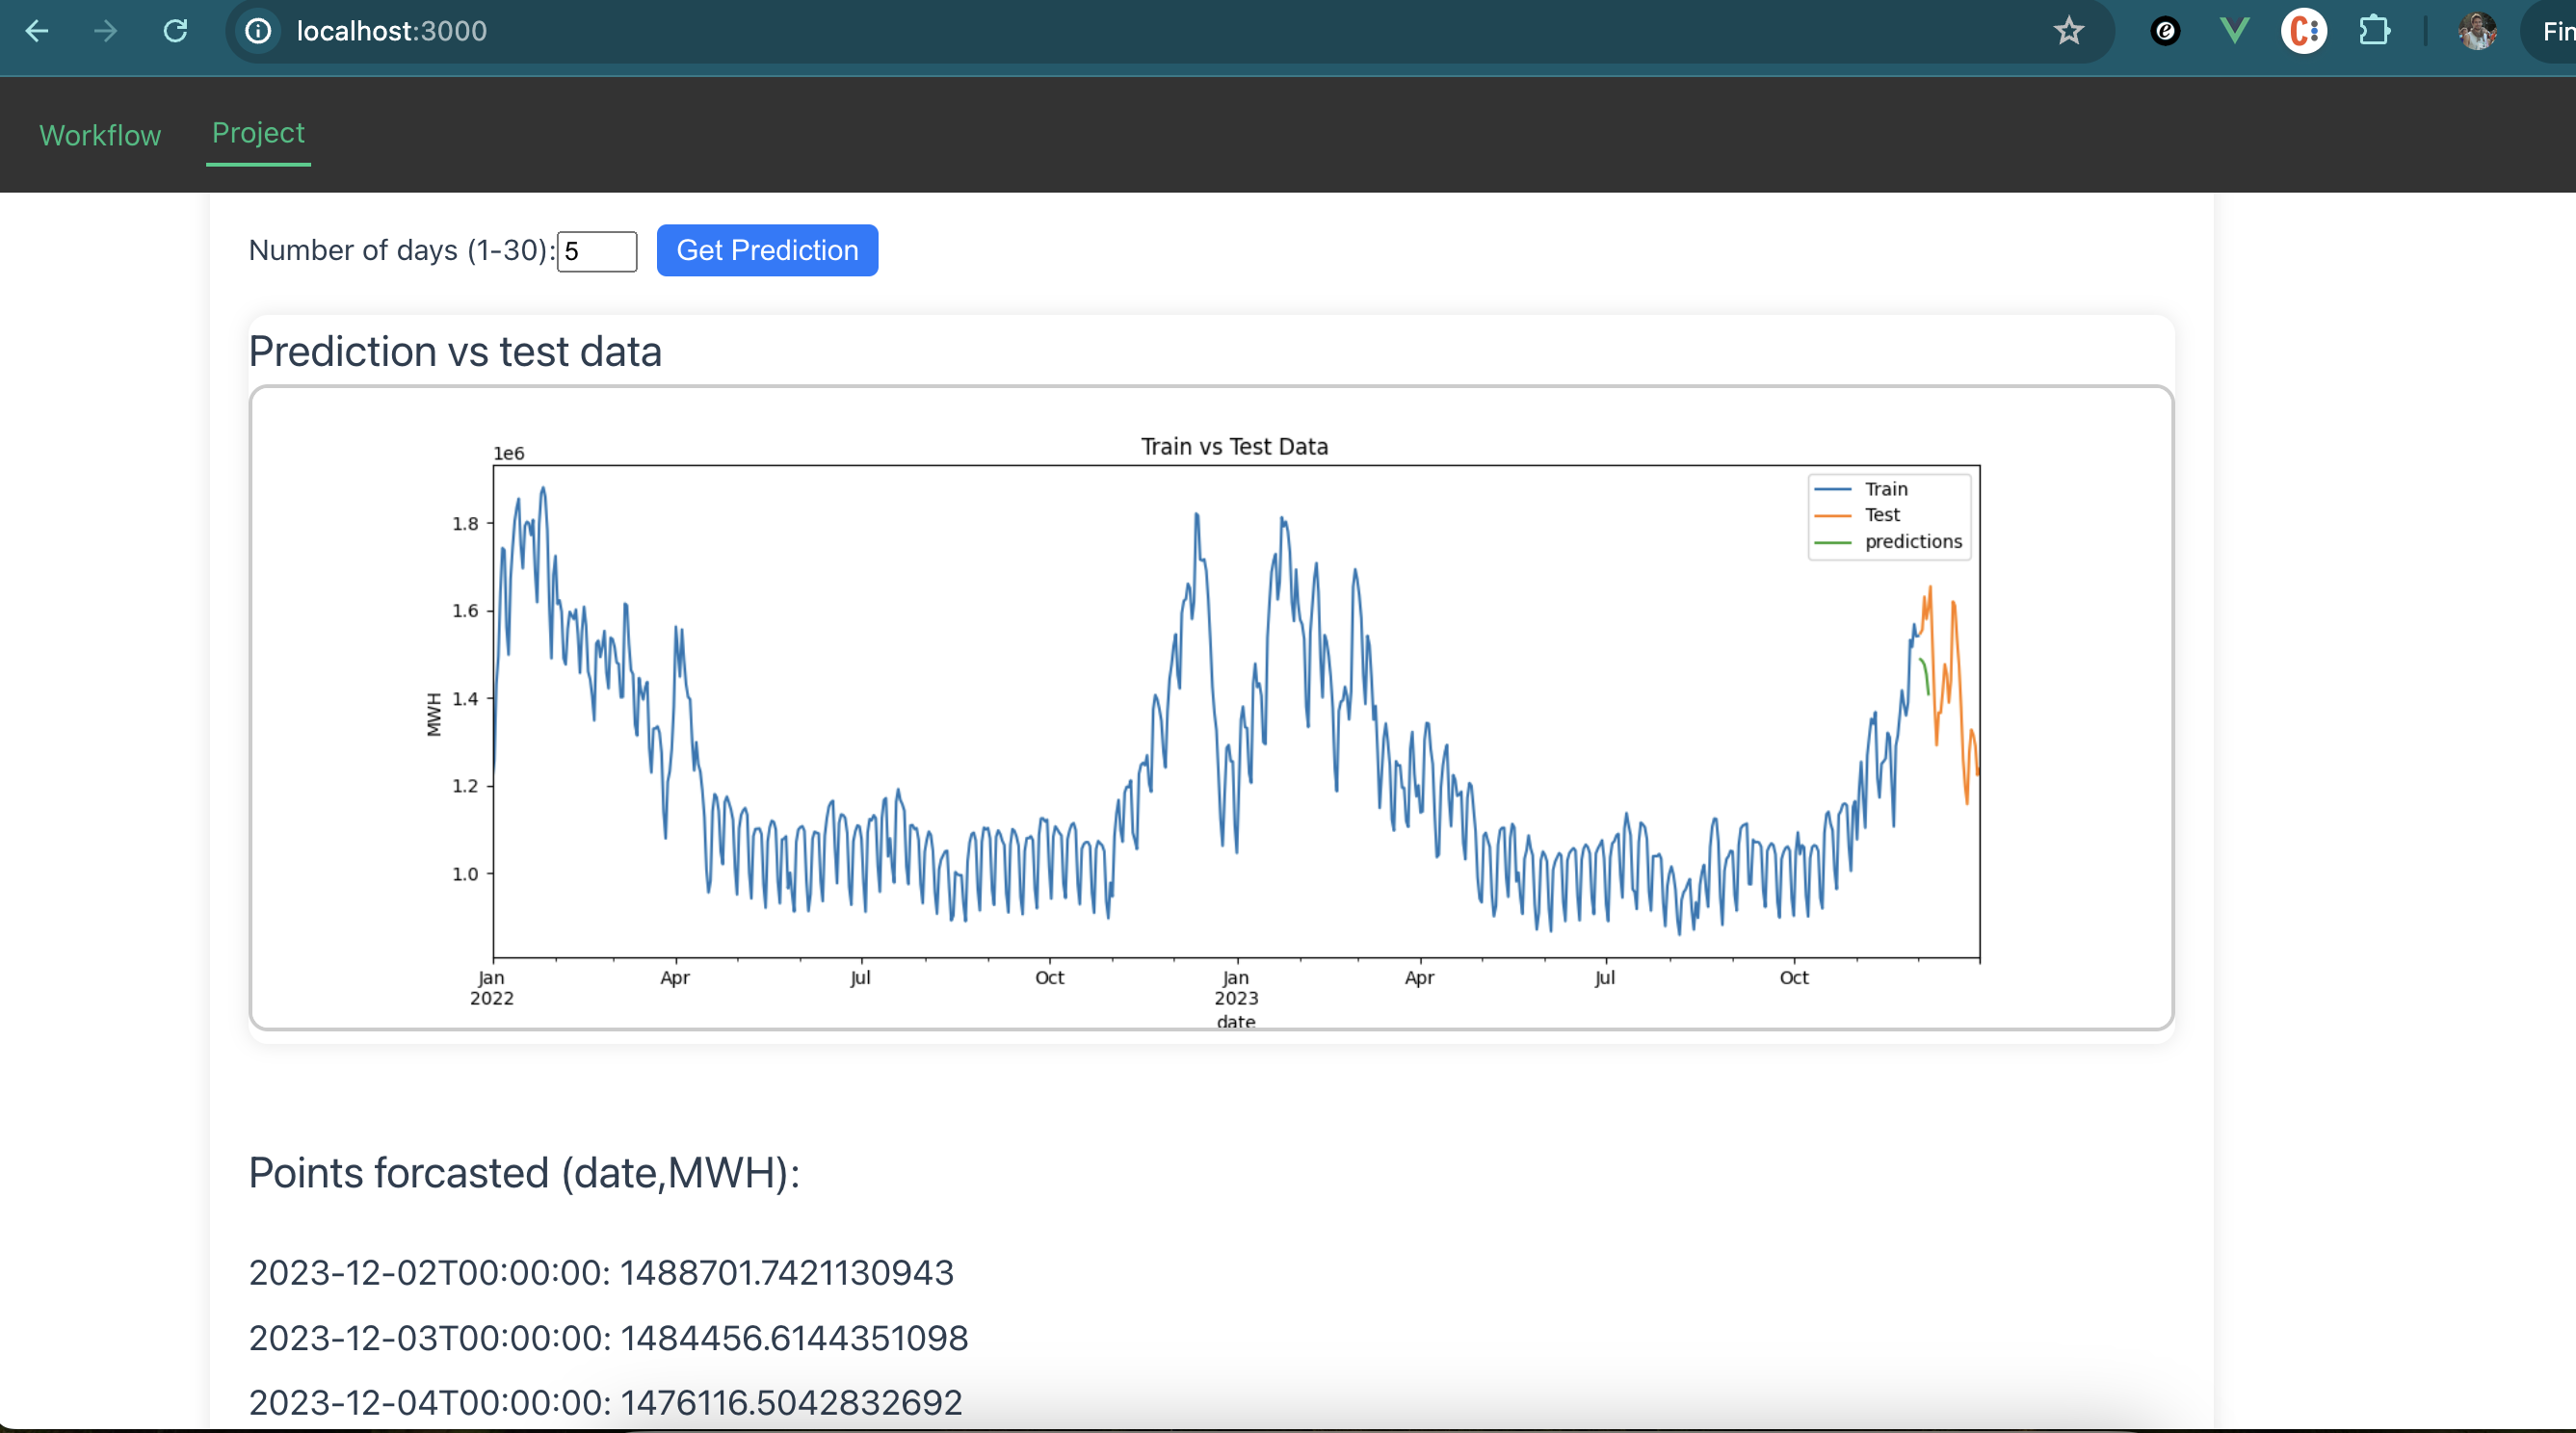 localhost:3000
Fin
Workflow Project
Number of days (1-30): 5 Get Prediction
Prediction vs test data
Train vs Test Data
1e6
Train
Test
predictions
1.8
1.6
1.4
1.2
1.0
MWH
Jan Apr Jul Oct Jan Apr Jul Oct
2022 2023
date
Points forcasted (date,MWH):
2023-12-02T00:00:00: 1488701.7421130943
2023-12-03T00:00:00: 1484456.6144351098
2023-12-04T00:00:00: 1476116.5042832692